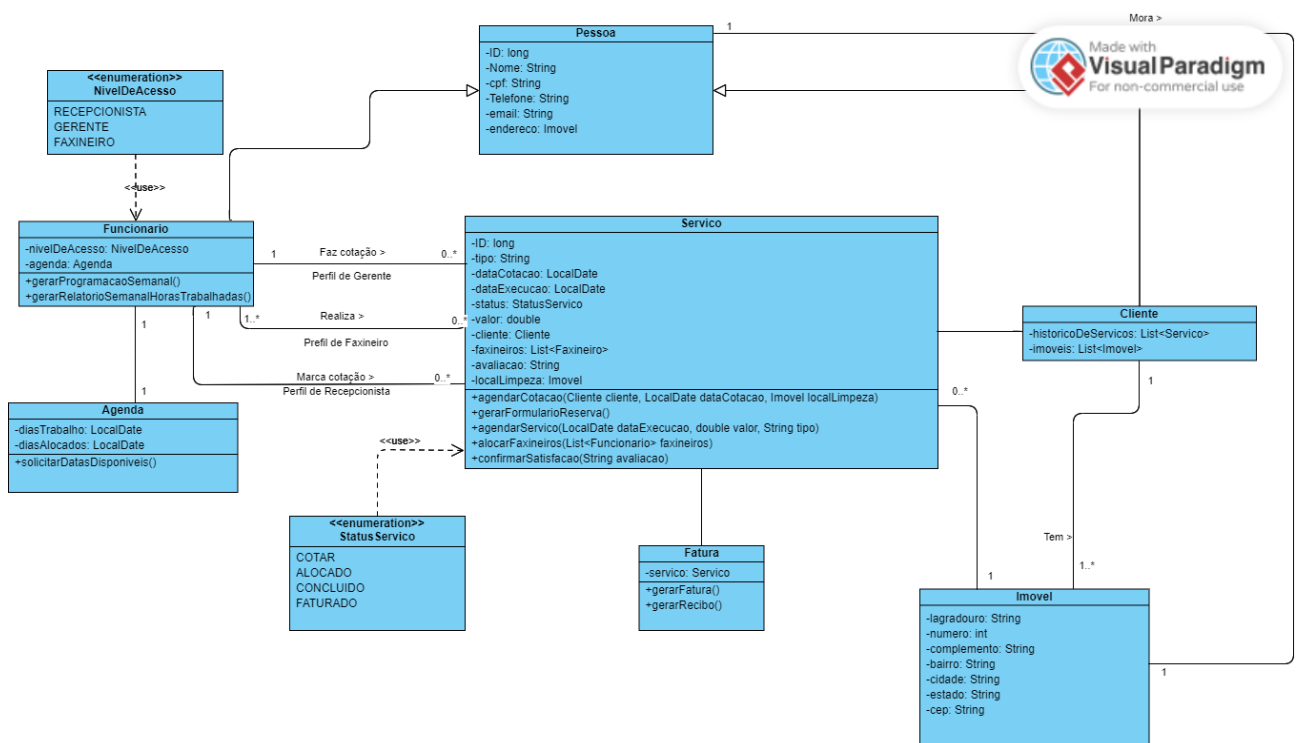 Mora >
1
Pessoa
-ID: long
-Nome: String
-cpf: String
-Telefone: String
-email: String
-endereco: Imovel
Made with
Visual Paradigm
For non-commercial use
<<enumeration>>
NivelDeAcesso
RECEPCIONISTA
GERENTE
FAXINEIRO
<<use>>
Funcionario
-nivelDeAcesso: NivelDeAcesso
-agenda: Agenda
+gerarProgramacaoSemanal()
+gerarRelatorioSemanalHorasTrabalhadas()
1
Faz cotação >
0..*
Perfil de Gerente
1..*
Realiza >
0..*
Prefil de Faxineiro
1
Marca cotação >
0..*
Perfil de Recepcionista
1
1
Servico
-ID: long
-tipo: String
-dataCotacao: LocalDate
-dataExecucao: LocalDate
-status: StatusServico
-valor: double
-cliente: Cliente
-faxineiros: List<Faxineiro>
-avaliacao: String
-localLimpeza: Imovel
+agendarCotacao(Cliente cliente, LocalDate dataCotacao, Imovel localLimpeza)
+gerarFormularioReserva()
+agendarServico(LocalDate dataExecucao, double valor, String tipo)
+alocarFaxineiros(List<Funcionario> faxineiros)
+confirmarSatisfacao(String avaliacao)
Cliente
-historicoDeServicos: List<Servico>
-imoveis: List<Imovel>
0..*
1
Agenda
-diasTrabalho: LocalDate
-diasAlocados: LocalDate
+solicitarDatasDisponiveis()
<<use>>
<<enumeration>>
StatusServico
COTAR
ALOCADO
CONCLUIDO
FATURADO
Fatura
-servico: Servico
+gerarFatura()
+gerarRecibo()
Tem >
1
1..*
Imovel
-lagradouro: String
-numero: int
-complemento: String
-bairro: String
-cidade: String
-estado: String
-cep: String
1